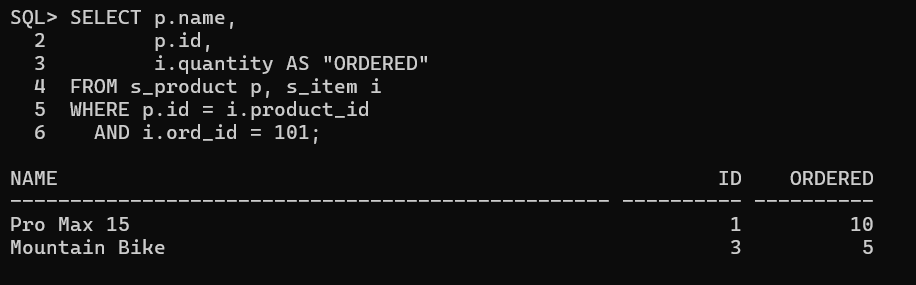 SQL> SELECT p.name,
  2         p.id,
  3         i.quantity AS "ORDERED"
  4  FROM s_product p, s_item i
  5  WHERE p.id = i.product_id
  6    AND i.ord_id = 101;
NAME                                                       ID    ORDERED
-------------------------------------------------- ---------- ----------
Pro Max 15                                                  1         10
Mountain Bike                                               3          5